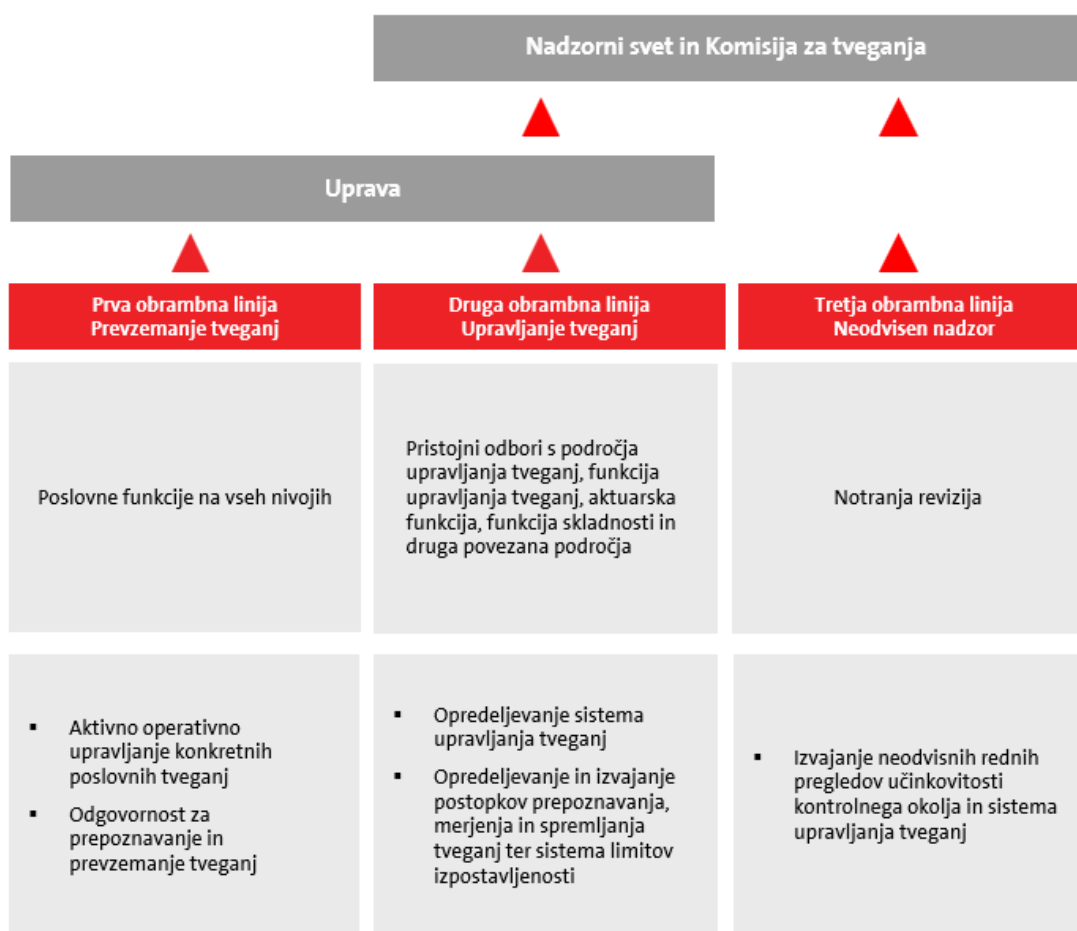 Nadzorni svet in Komisija za tveganja
Uprava
Prva obrambna linija
Prevzemanje tveganj
Druga obrambna linija
Upravljanje tveganj
Tretja obrambna linija
Neodvisen nadzor
Poslovne funkcije na vseh nivojih
Pristojni odbori s področja
upravljanja tveganj, funkcija
upravljanja tveganj, aktuarska
funkcija, funkcija skladnosti in
druga povezana področja
Notranja revizija
▪ Aktivno operativno
upravljanje konkretnih
poslovnih tveganj
▪ Odgovornost za
prepoznavanje in
prevzemanje tveganj
▪ Opredeljevanje sistema
upravljanja tveganj
▪ Opredeljevanje in izvajanje
postopkov prepoznavanja,
merjenja in spremljanja
tveganj ter sistema limitov
izpostavljenosti
▪ Izvajanje neodvisnih rednih
pregledov učinkovitosti
kontrolnega okolja in sistema
upravljanja tveganj